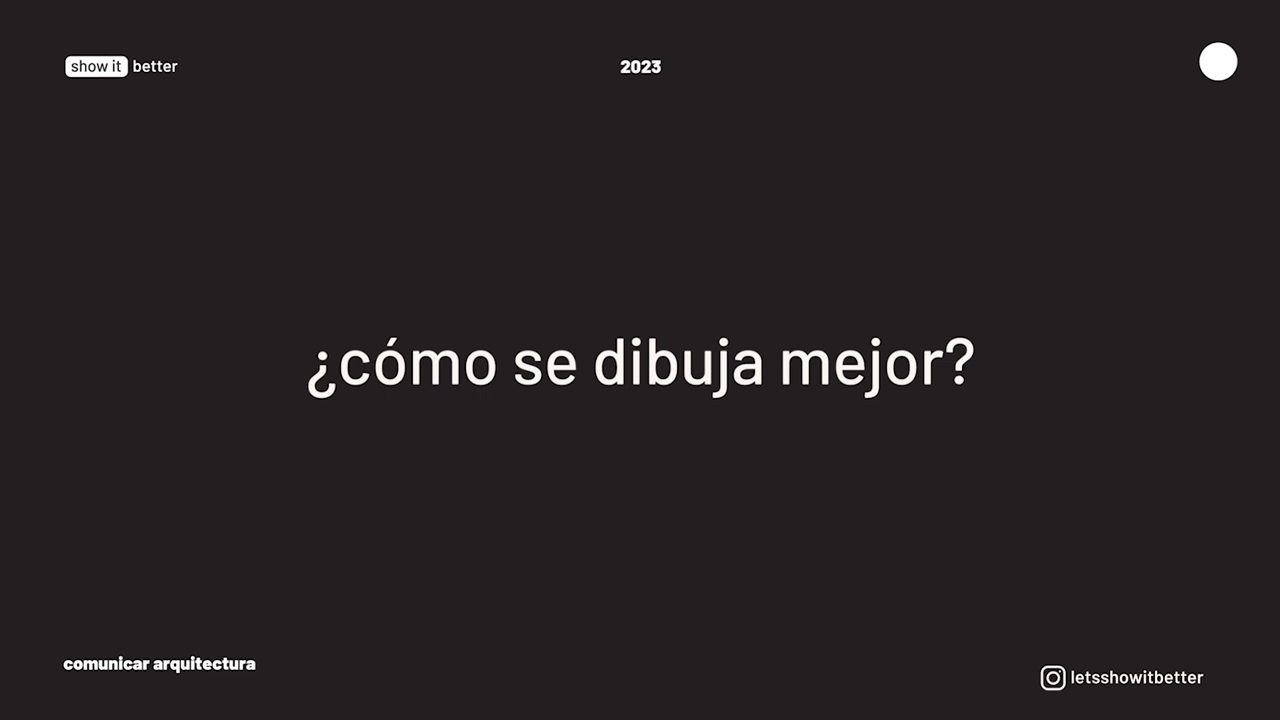 show it better
2023
¿cómo se dibuja mejor?
comunicar arquitectura
letsshowitbetter